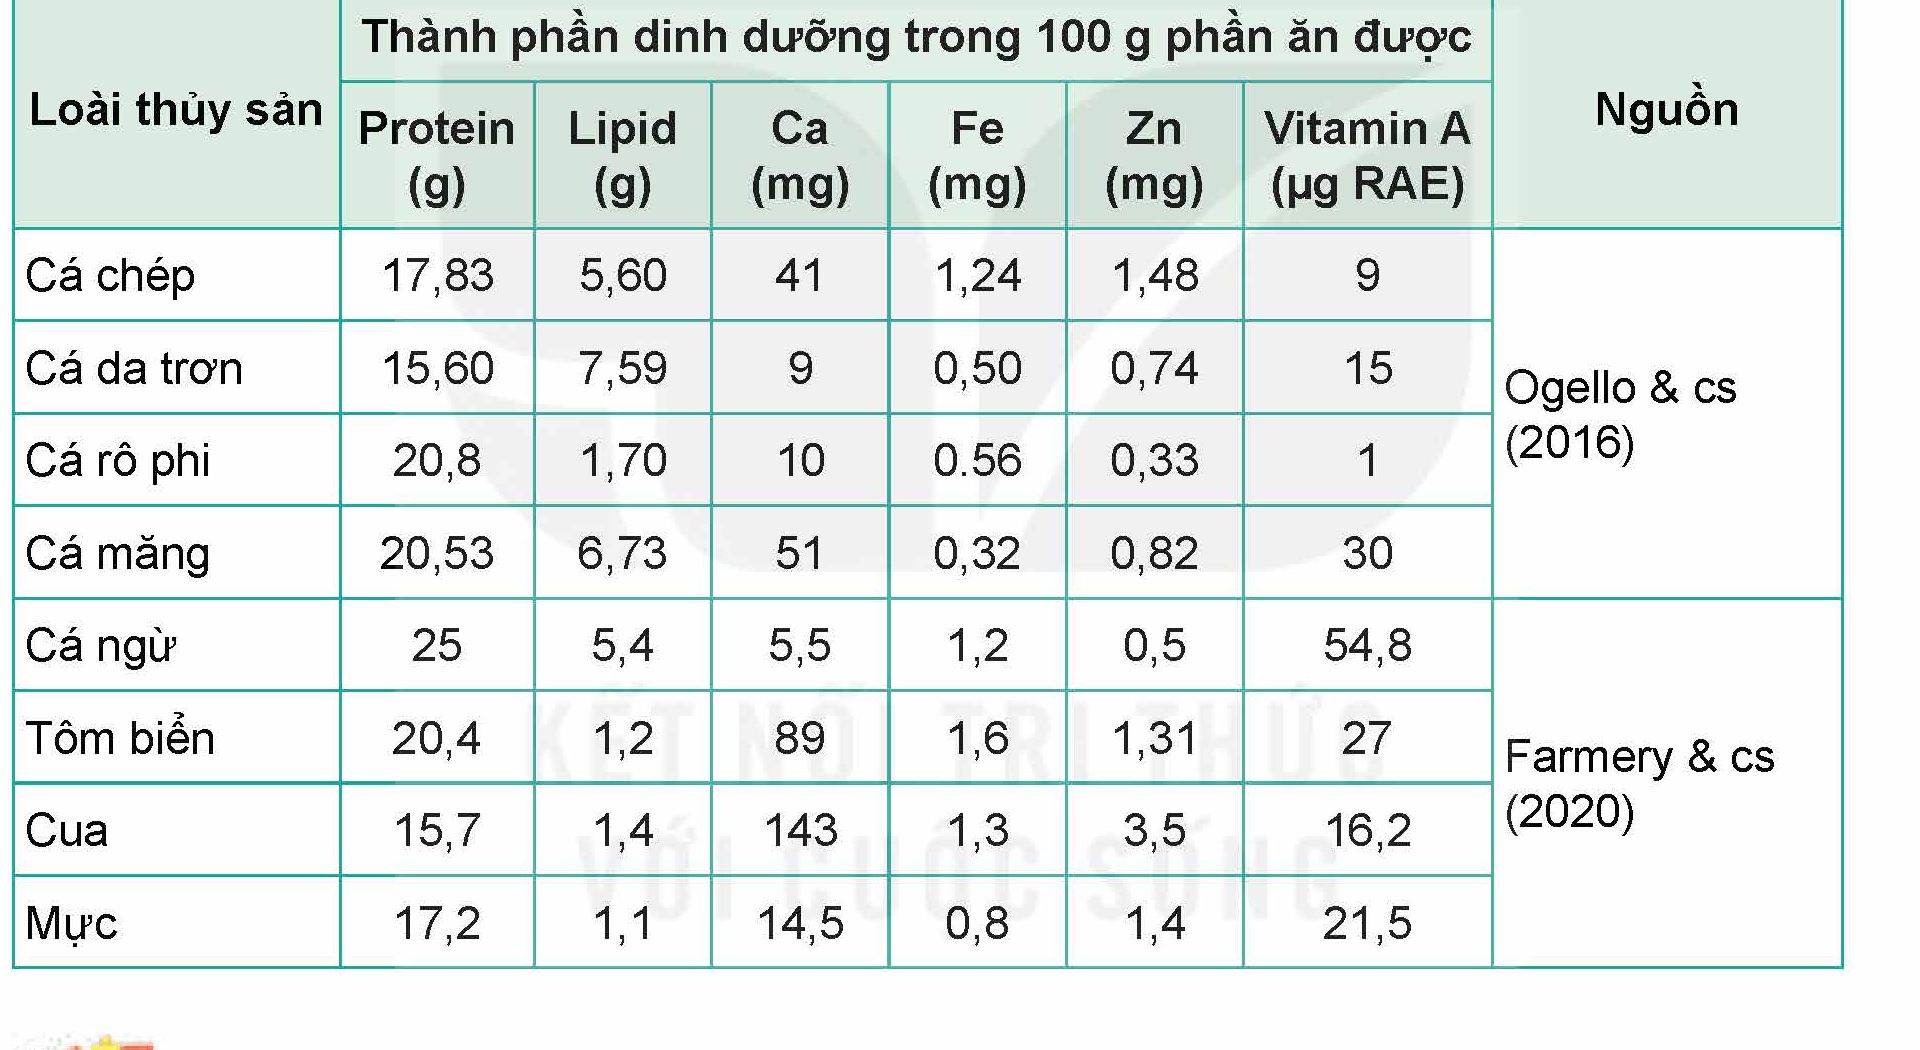 Loài thủy sản
Thành phần dinh dưỡng trong 100 g phần ăn được
Nguồn
Protein (g) Lipid (g) Ca (mg) Fe (mg) Zn (mg) Vitamin A (µg RAE)
Cá chép 17,83 5,60 41 1,24 1,48 9
Cá da trơn 15,60 7,59 9 0,50 0,74 15
Cá rô phi 20,8 1,70 10 0.56 0,33 1
Cá măng 20,53 6,73 51 0,32 0,82 30
Ogello & cs
(2016)
Cá ngừ 25 5,4 5,5 1,2 0,5 54,8
Tôm biển 20,4 1,2 89 1,6 1,31 27
Cua 15,7 1,4 143 1,3 3,5 16,2
Mực 17,2 1,1 14,5 0,8 1,4 21,5
Farmery & cs
(2020)
KẾT NỐI TRI THỨC
VỚI CUỘC SỐNG